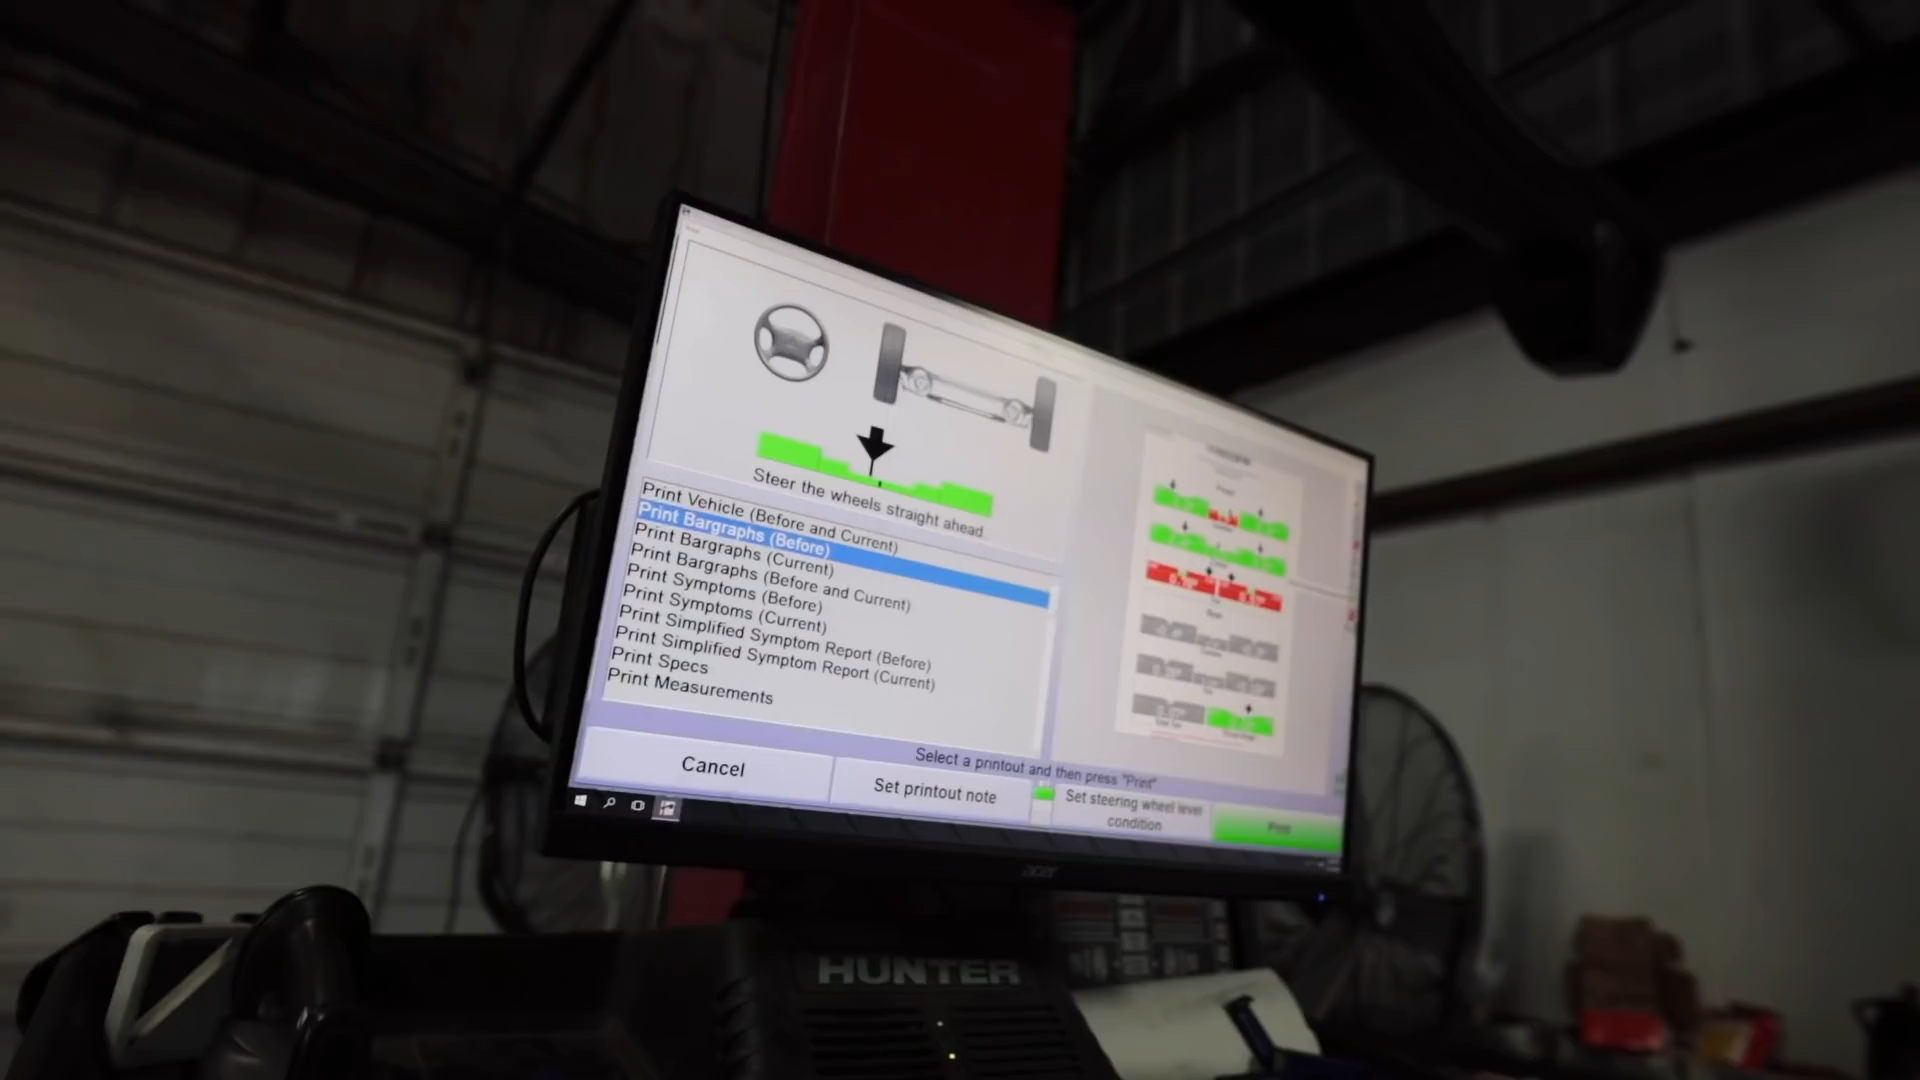 Steer the wheels straight ahead
Print Vehicle (Before and Current)
Print Bargraphs (Before)
Print Bargraphs (Current)
Print Bargraphs (Before and Current)
Print Symptoms (Before)
Print Symptoms (Current)
Print Simplified Symptom Report (Before)
Print Simplified Symptom Report (Current)
Print Specs
Print Measurements
Select a printout and then press "Print"
Cancel
Set printout note
Set steering wheel level
condition
Print
acer
HUNTER